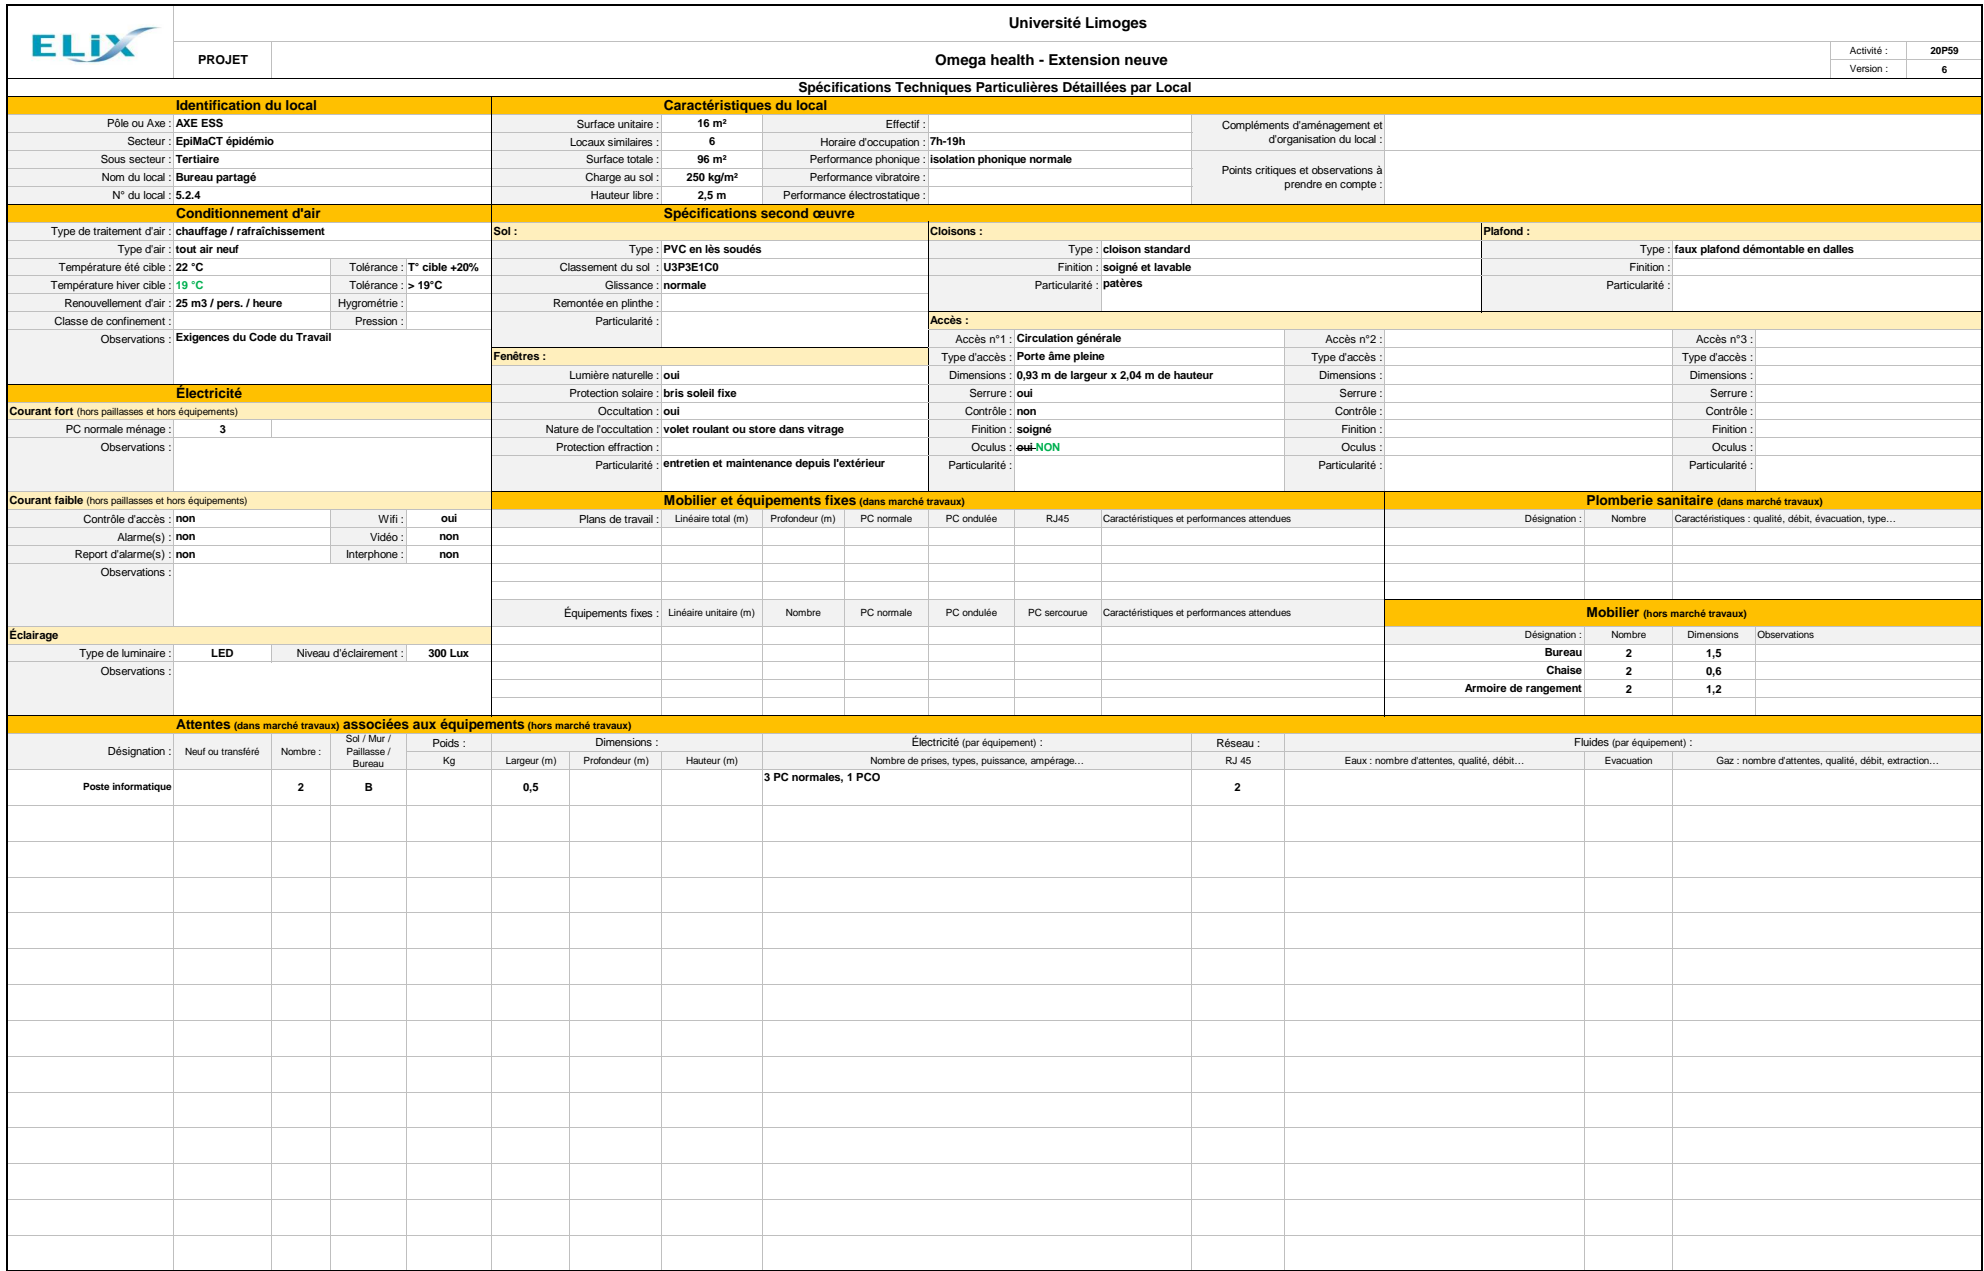 ELiX
Université Limoges
PROJET
Omega health - Extension neuve
Activité : 20P59
Version : 6
Spécifications Techniques Particulières Détaillées par Local
Identification du local
Pôle ou Axe : AXE ESS
Secteur : EpiMaCT épidémio
Sous secteur : Tertiaire
Nom du local : Bureau partagé
N° du local : 5.2.4
Caractéristiques du local
Surface unitaire : 16 m² Effectif :
Locaux similaires : 6 Horaire d'occupation : 7h-19h
Surface totale : 96 m² Performance phonique : isolation phonique normale
Charge au sol : 250 kg/m² Performance vibratoire :
Hauteur libre : 2,5 m Performance électrostatique :
Compléments d'aménagement et
d'organisation du local :
Points critiques et observations à
prendre en compte :
Conditionnement d'air
Type de traitement d'air : chauffage / rafraîchissement
Type d'air : tout air neuf
Température été cible : 22 °C Tolérance : T° cible +20%
Température hiver cible : 19 °C Tolérance : > 19°C
Renouvellement d'air : 25 m3 / pers. / heure Hygrométrie :
Classe de confinement : Pression :
Observations : Exigences du Code du Travail
Spécifications second œuvre
Sol :
Type : PVC en lès soudés
Classement du sol : U3P3E1C0
Glissance : normale
Remontée en plinthe :
Particularité :
Cloisons :
Type : cloison standard
Finition : soigné et lavable
Particularité : patères
Plafond :
Type : faux plafond démontable en dalles
Finition :
Particularité :
Fenêtres :
Lumière naturelle : oui
Protection solaire : bris soleil fixe
Occultation : oui
Nature de l'occultation : volet roulant ou store dans vitrage
Protection effraction :
Particularité : entretien et maintenance depuis l'extérieur
Accès :
Accès n°1 : Circulation générale Accès n°2 : Accès n°3 :
Type d'accès : Porte âme pleine Type d'accès : Type d'accès :
Dimensions : 0,93 m de largeur x 2,04 m de hauteur Dimensions : Dimensions :
Serrure : oui Serrure : Serrure :
Contrôle : non Contrôle : Contrôle :
Finition : soigné Finition : Finition :
Oculus : oui NON Oculus : Oculus :
Particularité : Particularité : Particularité :
Électricité
Courant fort (hors paillasses et hors équipements)
PC normale ménage : 3
Observations :
Courant faible (hors paillasses et hors équipements)
Contrôle d'accès : non Wifi : oui
Alarme(s) : non Vidéo : non
Report d'alarme(s) : non Interphone : non
Observations :
Éclairage
Type de luminaire : LED Niveau d'éclairement : 300 Lux
Observations :
Mobilier et équipements fixes (dans marché travaux)
Plans de travail : Linéaire total (m) Profondeur (m) PC normale PC ondulée RJ45 Caractéristiques et performances attendues
Équipements fixes : Linéaire unitaire (m) Nombre PC normale PC ondulée PC sercourue Caractéristiques et performances attendues
Plomberie sanitaire (dans marché travaux)
Désignation : Nombre Caractéristiques : qualité, débit, évacuation, type…
Mobilier (hors marché travaux)
Désignation : Nombre Dimensions Observations
Bureau 2 1,5
Chaise 2 0,6
Armoire de rangement 2 1,2
Attentes (dans marché travaux) associées aux équipements (hors marché travaux)
Désignation : Neuf ou transféré Nombre :
Sol / Mur /
Paillasse /
Bureau
Poids : Dimensions : Électricité (par équipement) : Réseau : Fluides (par équipement) :
Kg Largeur (m) Profondeur (m) Hauteur (m) Nombre de prises, types, puissance, ampérage… RJ 45 Eaux : nombre d'attentes, qualité, débit… Evacuation Gaz : nombre d'attentes, qualité, débit, extraction…
Poste informatique 2 B 0,5 3 PC normales, 1 PCO 2